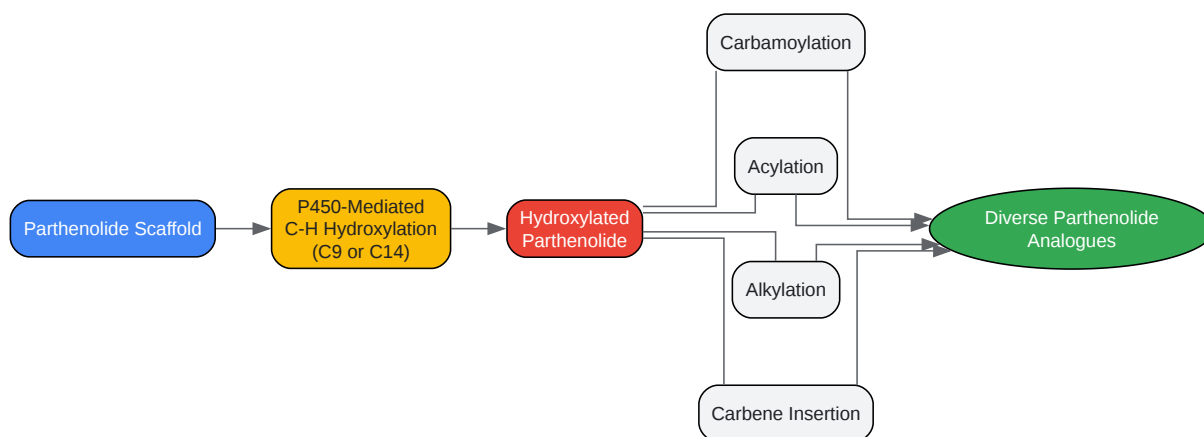 Parthenolide Scaffold
P450-Mediated
C-H Hydroxylation
(C9 or C14)
Hydroxylated
Parthenolide
Carbamoylation
Acylation
Alkylation
Carbene Insertion
Diverse Parthenolide
Analogues